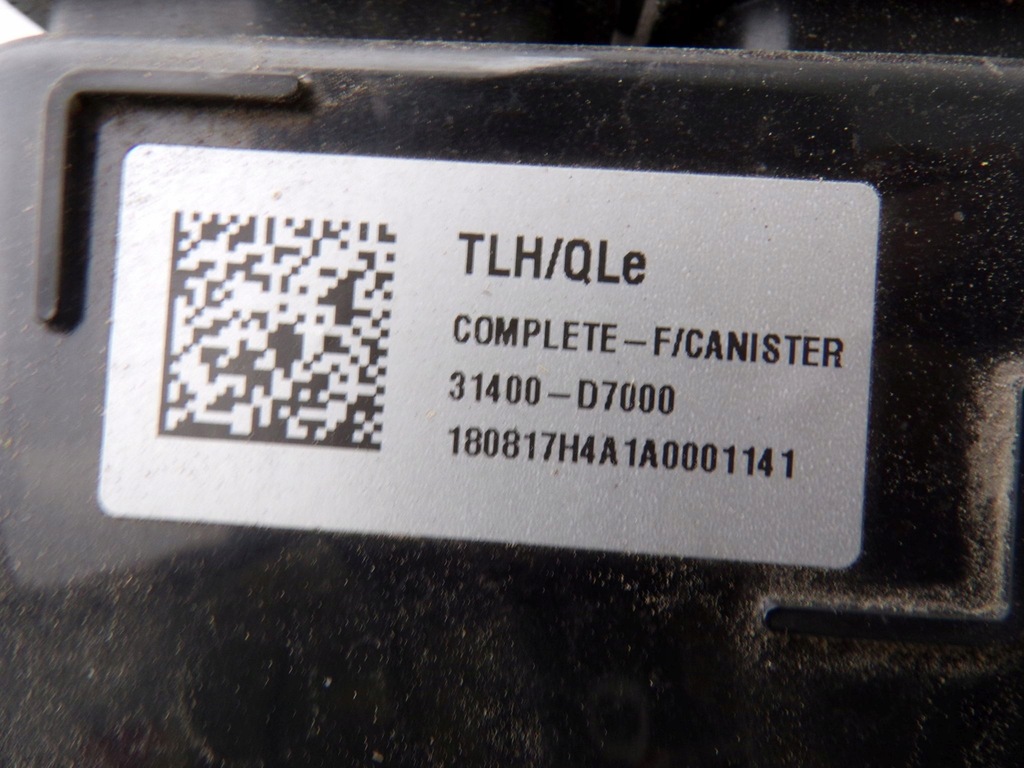 TLH/QLe
COMPLETE-F/CANISTER
31400-D7000
180817H4A1A0001141